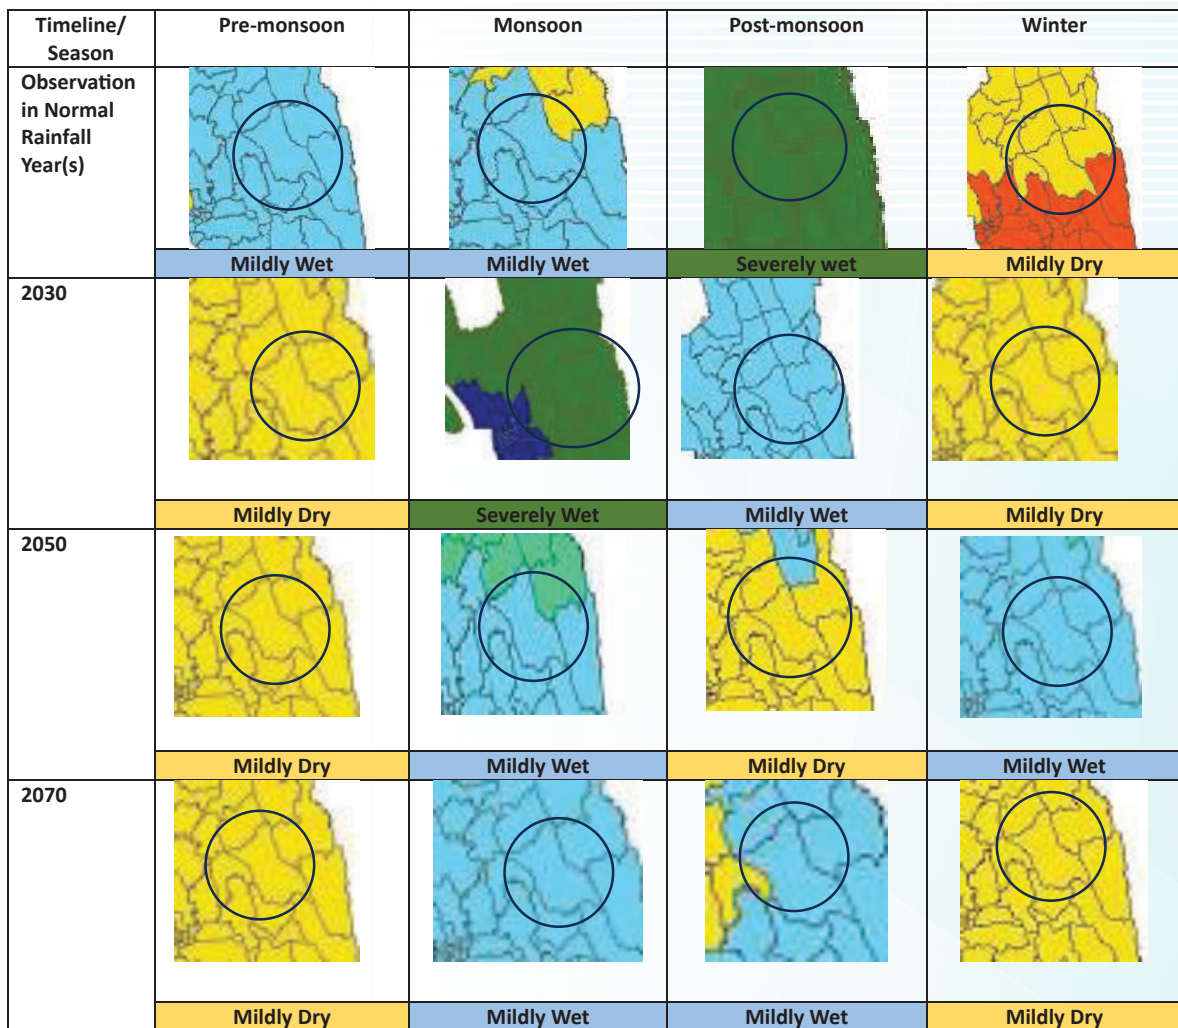 Timeline/
Season
Pre-monsoon
Monsoon
Post-monsoon
Winter
Observation
in Normal
Rainfall
Year(s)
Mildly Wet
Mildly Wet
Severely wet
Mildly Dry
2030
Mildly Dry
Severely Wet
Mildly Wet
Mildly Dry
2050
Mildly Dry
Mildly Wet
Mildly Dry
Mildly Wet
2070
Mildly Dry
Mildly Wet
Mildly Wet
Mildly Dry